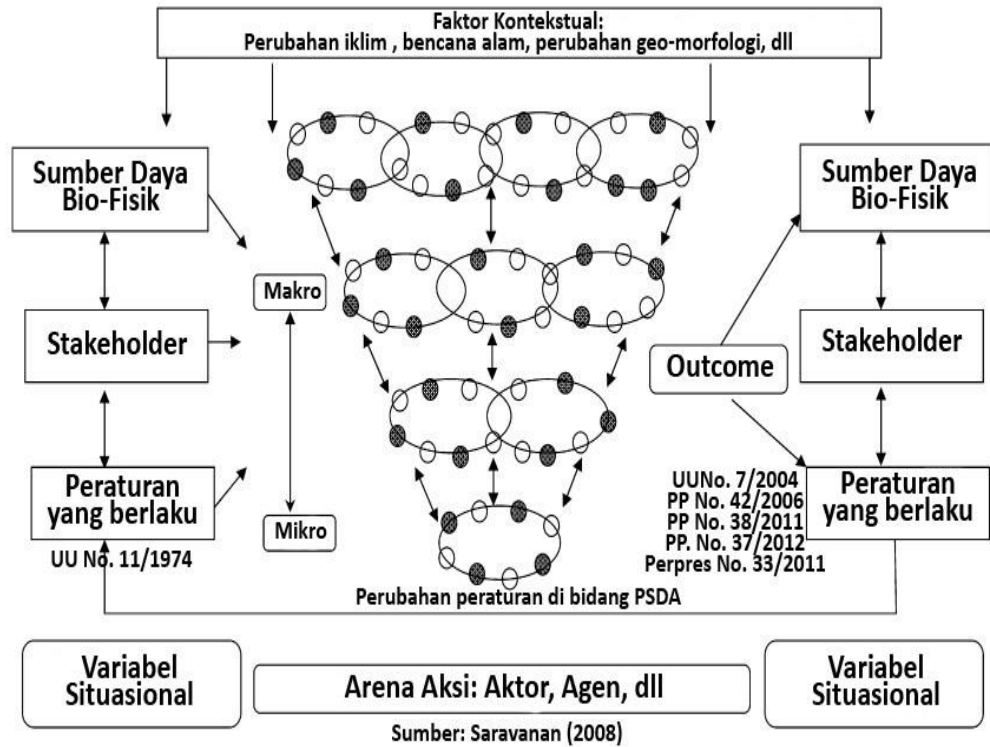 Faktor Kontekstual:
Perubahan iklim , bencana alam, perubahan geo-morfologi, dll
Sumber Daya
Bio-Fisik
Stakeholder
Peraturan
yang berlaku
UU No. 11/1974
Makro
Mikro
Outcome
Sumber Daya
Bio-Fisik
Stakeholder
Peraturan
yang berlaku
UUNo. 7/2004
PP No. 42/2006
PP No. 38/2011
PP. No. 37/2012
Perpres No. 33/2011
Perubahan peraturan di bidang PSDA
Variabel
Situasional
Arena Aksi: Aktor, Agen, dll
Variabel
Situasional
Sumber: Saravanan (2008)